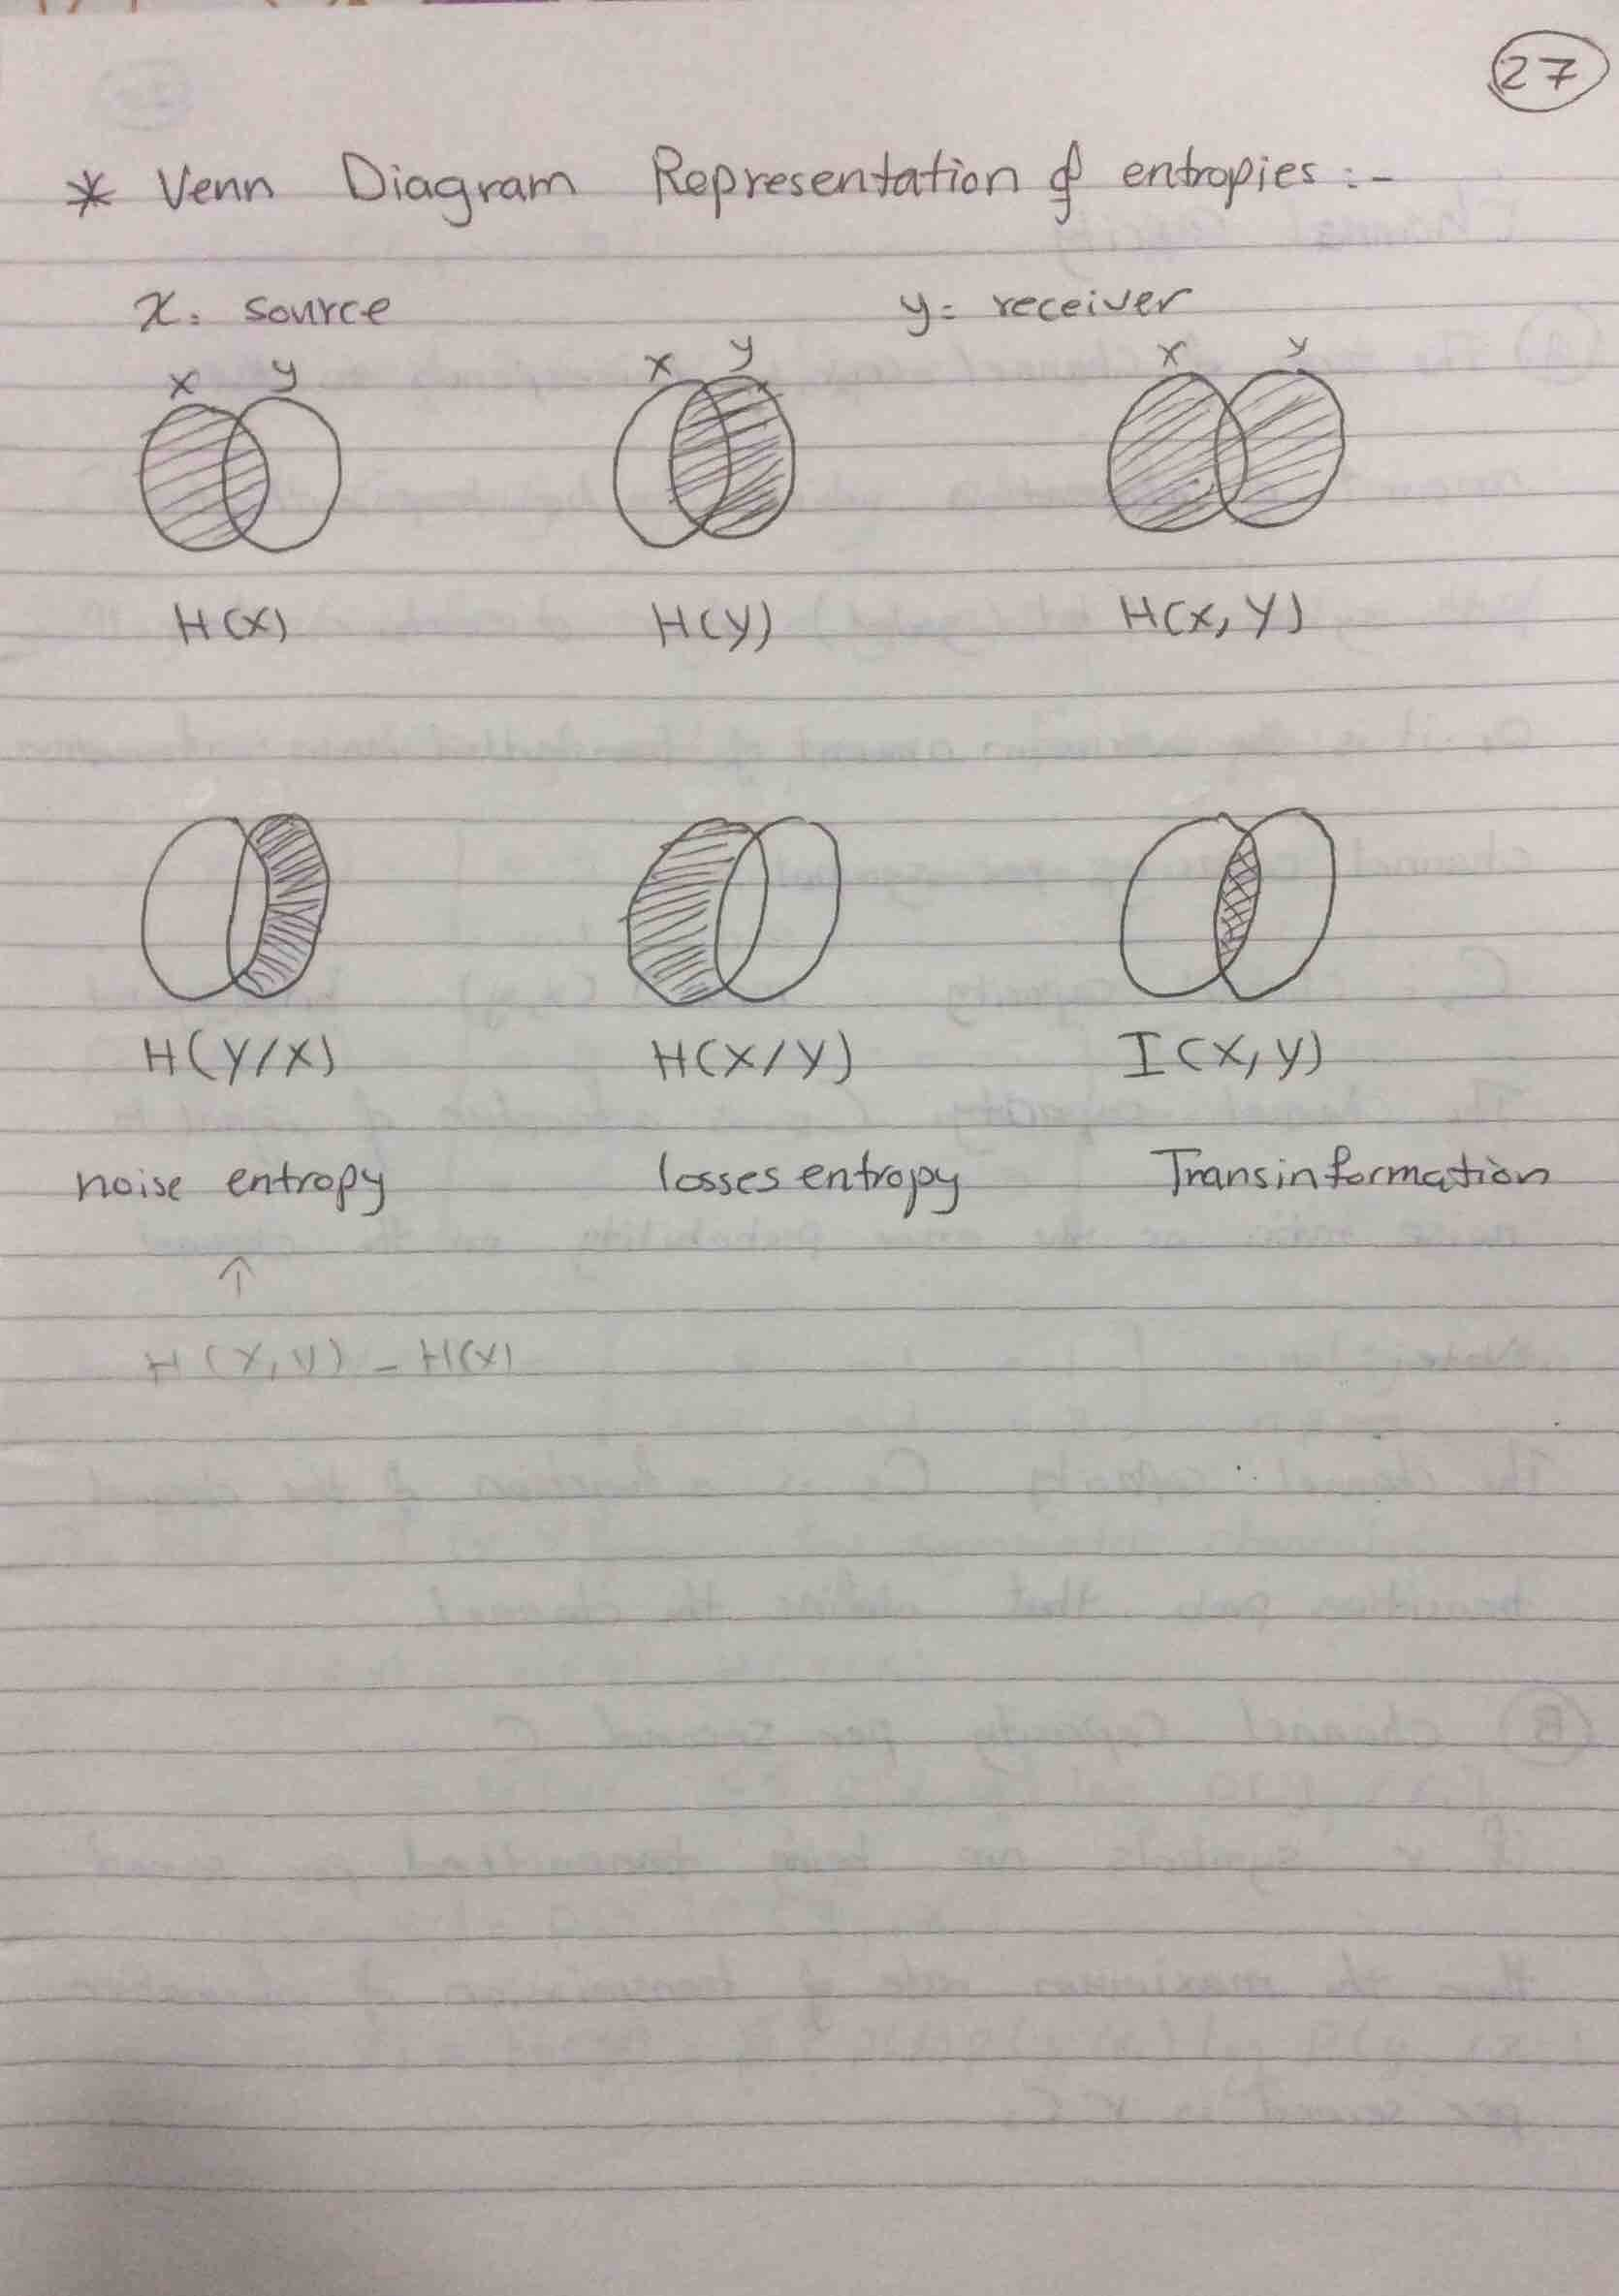 27
* Venn Diagram Representation of entropies :-
X: source y= receiver
x y x y x y
H(X) H(y) H(x, y)
H(Y/X) H(X/Y) I(X, y)
noise entropy losses entropy Transinformation
↑
H(X, y) - H(X)